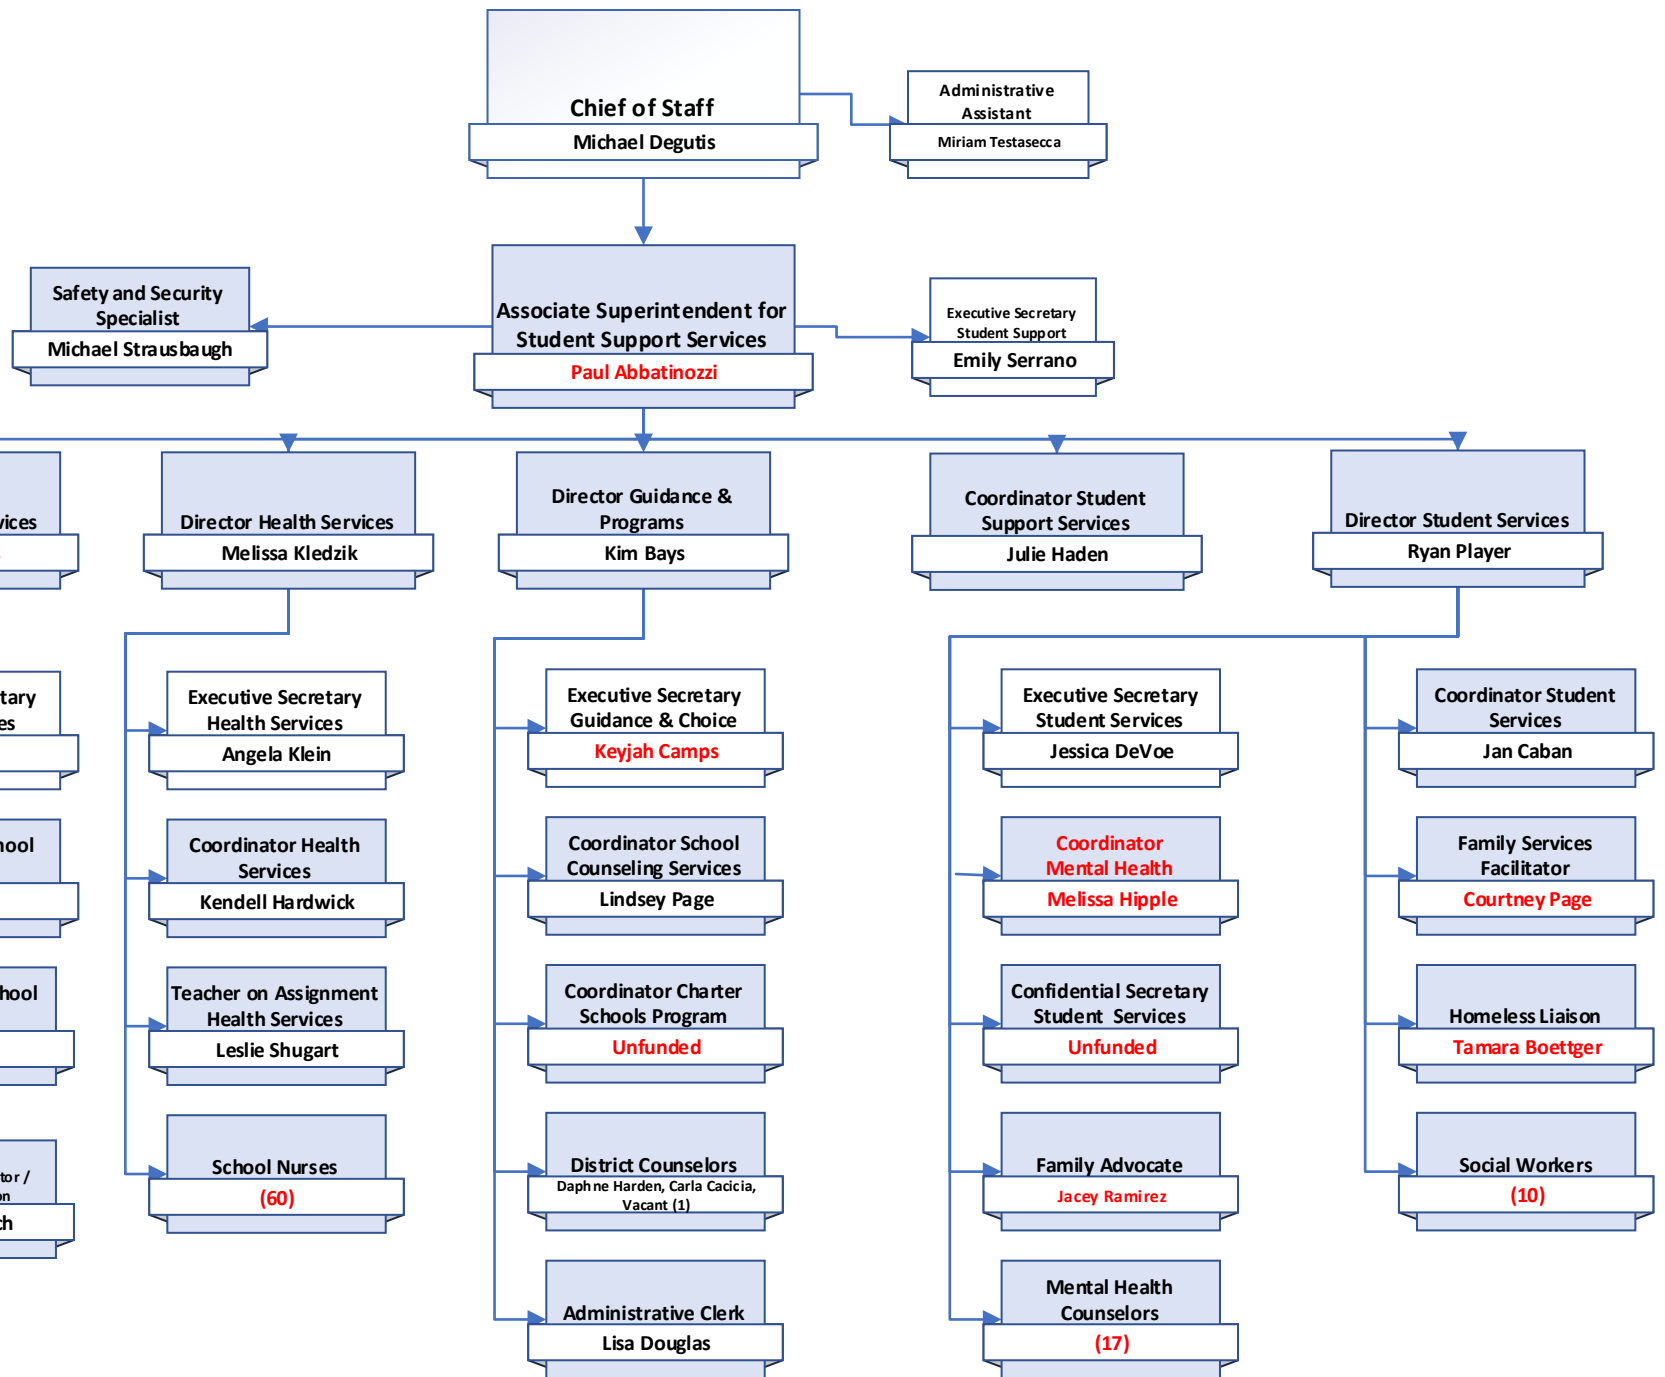 Chief of Staff
Michael Degutis
Administrative
Assistant
Miriam Testasecca
Safety and Security
Specialist
Michael Strausbaugh
Associate Superintendent for
Student Support Services
Paul Abbatinozzi
Executive Secretary
Student Support
Emily Serrano
Director Health Services
Melissa Kledzik
Director Guidance &
Programs
Kim Bays
Coordinator Student
Support Services
Julie Haden
Director Student Services
Ryan Player
Executive Secretary
Health Services
Angela Klein
Coordinator Health
Services
Kendell Hardwick
Teacher on Assignment
Health Services
Leslie Shugart
School Nurses
(60)
Executive Secretary
Guidance & Choice
Keyjah Camps
Coordinator School
Counseling Services
Lindsey Page
Coordinator Charter
Schools Program
Unfunded
District Counselors
Daphne Harden, Carla Cacicia,
Vacant (1)
Administrative Clerk
Lisa Douglas
Executive Secretary
Student Services
Jessica DeVoe
Coordinator
Mental Health
Melissa Hipple
Confidential Secretary
Student Services
Unfunded
Family Advocate
Jacey Ramirez
Mental Health
Counselors
(17)
Coordinator Student
Services
Jan Caban
Family Services
Facilitator
Courtney Page
Homeless Liaison
Tamara Boettger
Social Workers
(10)